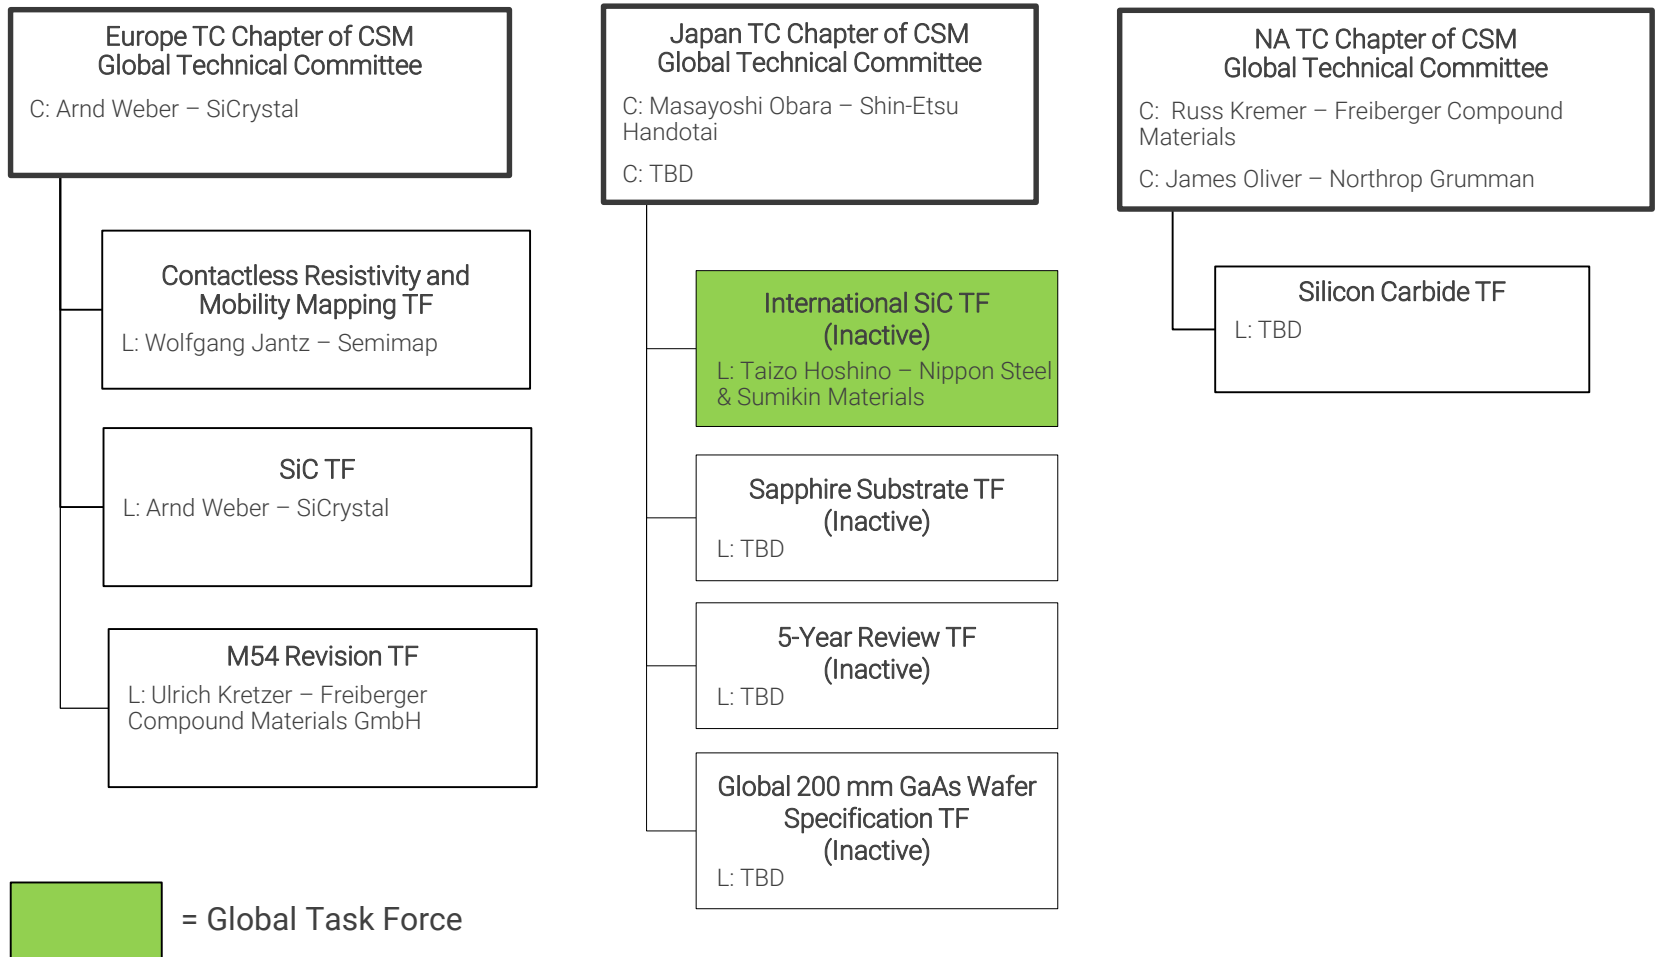 Europe TC Chapter of CSM
Global Technical Committee
C: Arnd Weber – SiCrystal
Contactless Resistivity and
Mobility Mapping TF
L: Wolfgang Jantz – Semimap
SiC TF
L: Arnd Weber – SiCrystal
M54 Revision TF
L: Ulrich Kretzer – Freiberger
Compound Materials GmbH
Japan TC Chapter of CSM
Global Technical Committee
C: Masayoshi Obara – Shin-Etsu
Handotai
C: TBD
International SiC TF
(Inactive)
L: Taizo Hoshino – Nippon Steel
& Sumikin Materials
Sapphire Substrate TF
(Inactive)
L: TBD
5-Year Review TF
(Inactive)
L: TBD
Global 200 mm GaAs Wafer
Specification TF
(Inactive)
L: TBD
NA TC Chapter of CSM
Global Technical Committee
C: Russ Kremer – Freiberger Compound
Materials
C: James Oliver – Northrop Grumman
Silicon Carbide TF
L: TBD
= Global Task Force